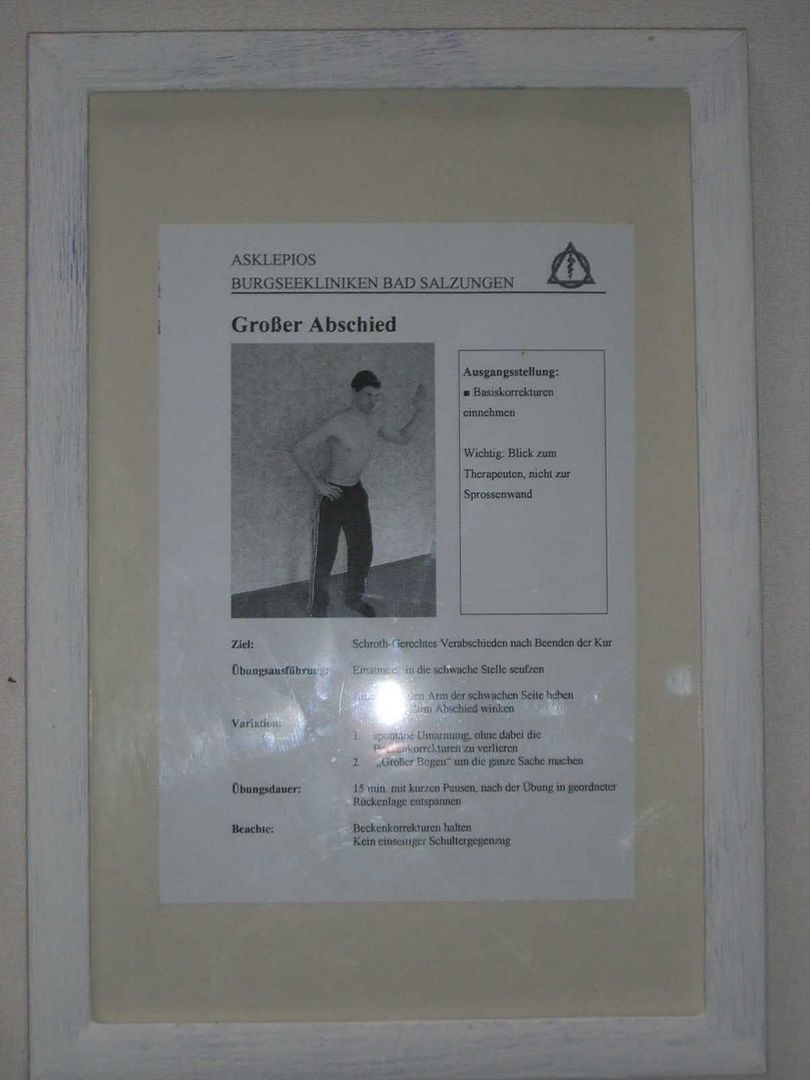 ASKLEPIOS
BURGSEEKLINIKEN BAD SALZUNGEN
Großer Abschied
Ausgangsstellung:
■ Basiskorrekturen
einnehmen
Wichtig: Blick zum
Therapeuten, nicht zur
Sprossenwand
Ziel: Schroth-Gerechtes Verabschieden nach Beenden der Kur
Übungsausführung: in die schwache Stelle seufzen
Arm der schwachen Seite heben
zum Abschied winken
Variation:
1. spontane Umarmung, ohne dabei die
Beckenkorrekturen zu verlieren
2. „Großer Bogen“ um die ganze Sache machen
Übungsdauer: 15 min. mit kurzen Pausen, nach der Übung in geordneter
Rückenlage entspannen
Beachte: Beckenkorrekturen halten
Kein einseitiger Schultergegenzug